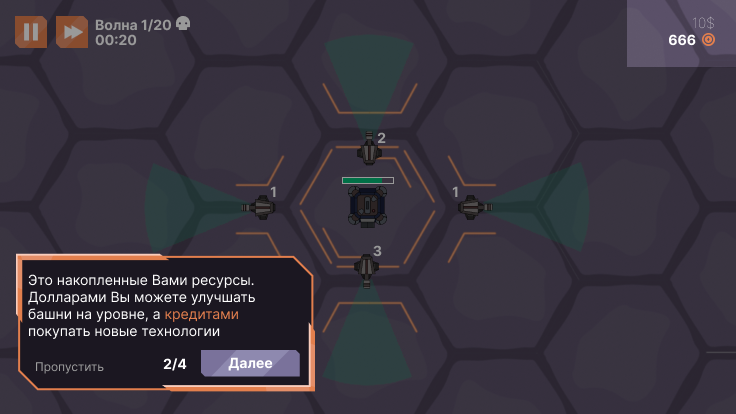 Волна 1/20
00:20
10$
666
2
1
1
3
Это накопленные Вами ресурсы.
Долларами Вы можете улучшать
башни на уровне, а кредитами
покупать новые технологии
Пропустить
2/4
Далее